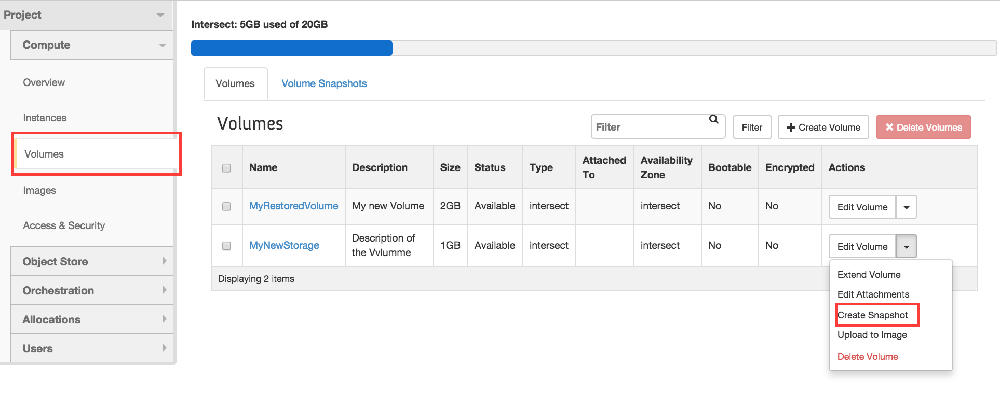 Project
Compute
Overview
Instances
Volumes
Images
Access & Security
Object Store
Orchestration
Allocations
Users
Intersect: 5GB used of 20GB
Volumes Volume Snapshots
Volumes
Filter Filter Create Volume Delete Volumes
Name Description Size Status Type Attached To Availability Zone Bootable Encrypted Actions
MyRestoredVolume My new Volume 2GB Available intersect intersect No No Edit Volume
MyNewStorage Description of the Vvlumme 1GB Available intersect intersect No No Edit Volume
Displaying 2 items
Extend Volume
Edit Attachments
Create Snapshot
Upload to Image
Delete Volume